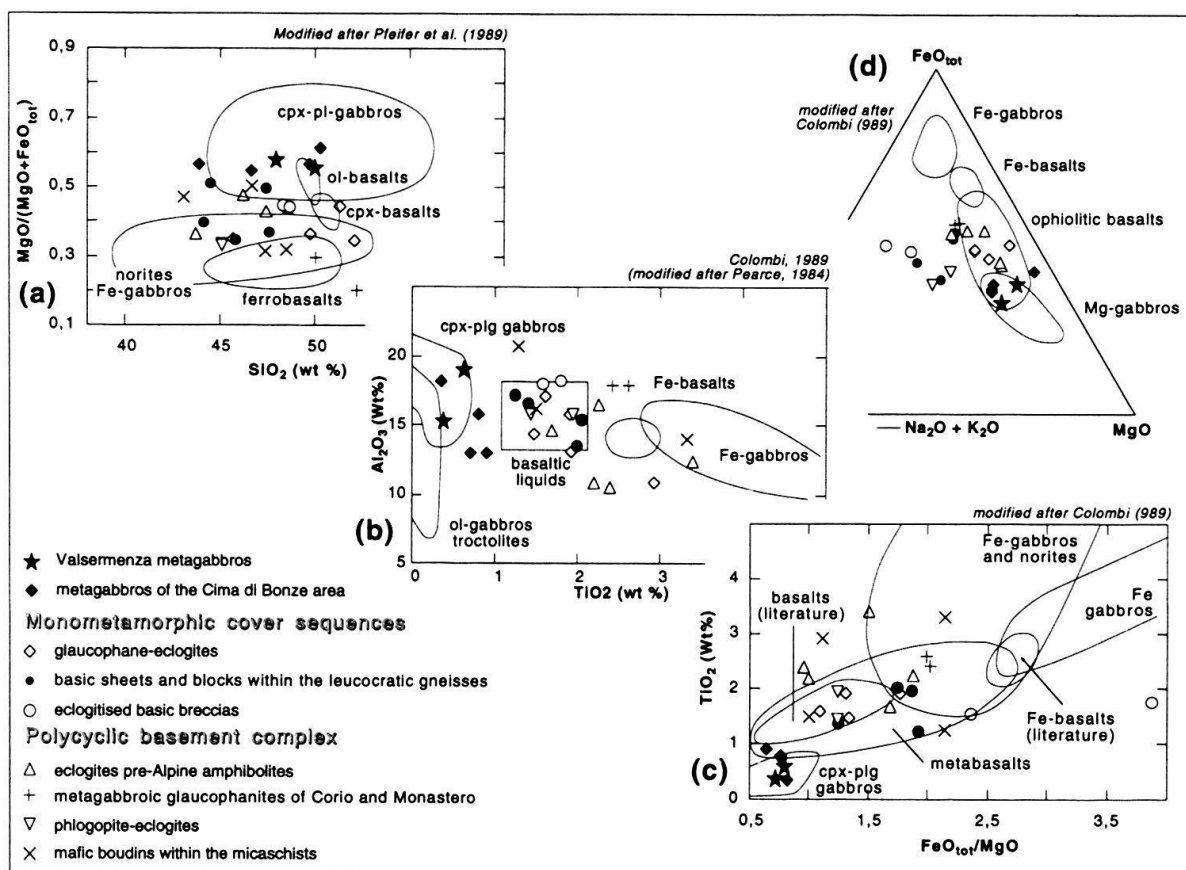 Modified after Pfeifer et al. (1989)
0,9
0,7
0,5
0,3
0,1
MgO/(MgO+FeOtot)
cpx-pl-gabbros
ol-basalts
cpx-basalts
norites
Fe-gabbros
ferrobasalts
(a)
40
45
50
SIO2 (wt %)
(d)
FeOtot
modified after
Colombi (989)
Fe-gabbros
Fe-basalts
ophiolitic basalts
Mg-gabbros
Na2O + K2O
MgO
Colombi, 1989
(modified after Pearce, 1984)
20
15
10
5
Al2O3 (Wt%)
cpx-plg gabbros
Fe-basalts
Fe-gabbros
basaltic
liquids
ol-gabbros
troctolites
(b)
0
1
2
3
TIO2 (wt %)
modified after Colombi (989)
4
3
2
1
0
TIO2 (Wt%)
Fe-gabbros
and norites
basalts
(literature)
Fe
gabbros
Fe-basalts
(literature)
metabasalts
cpx-plg
gabbros
(c)
0,5
1,5
2,5
3,5
FeOtot/MgO
Valsermenza metagabbros
metagabbros of the Cima di Bonze area
Monometamorphic cover sequences
glaucophane-eclogites
basic sheets and blocks within the leucocratic gneisses
eclogitised basic breccias
Polycyclic basement complex
eclogites pre-Alpine amphibolites
metagabbroic glaucophanites of Corio and Monastero
phlogopite-eclogites
mafic boudins within the micaschists